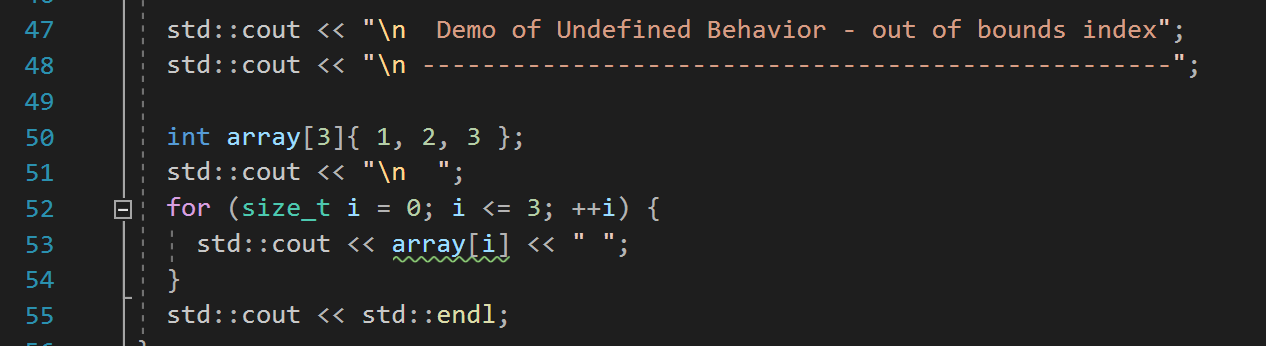 47 std::cout << "\n  Demo of Undefined Behavior - out of bounds index";
48 std::cout << "\n --------------------------------------------------";
49
50 int array[3]{ 1, 2, 3 };
51 std::cout << "\n  ";
52 for (size_t i = 0; i <= 3; ++i) {
53   std::cout << array[i] << " ";
54 }
55 std::cout << std::endl;